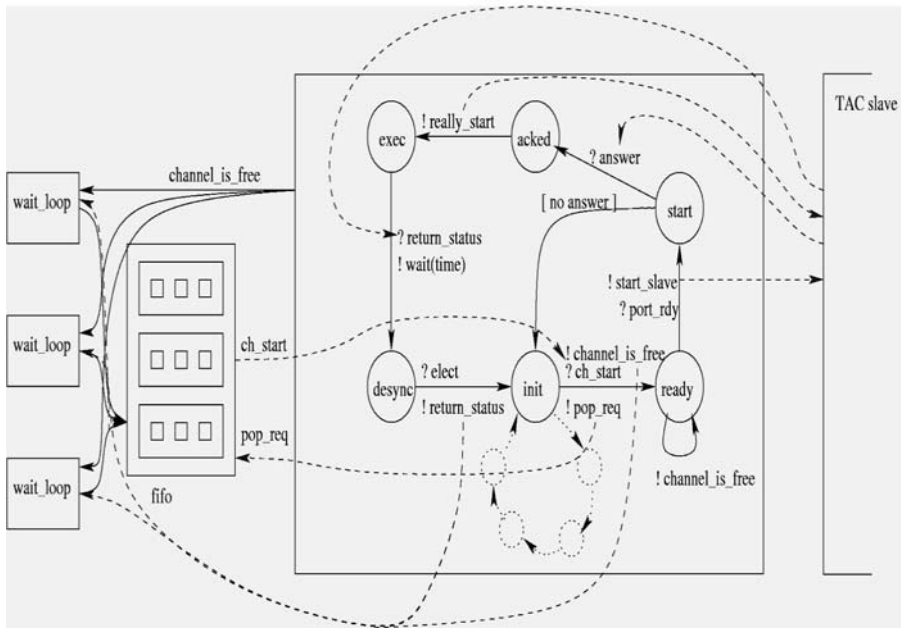 TAC slave
! really_start
exec
acked
? answer
channel_is_free
wait_loop
[ no answer ]
start
? return_status
! wait(time)
! start_slave
? port_rdy
wait_loop
ch_start
! channel_is_free
? elect
? ch_start
desync
init
ready
! return_status
! pop_req
pop_req
! channel_is_free
wait_loop
fifo